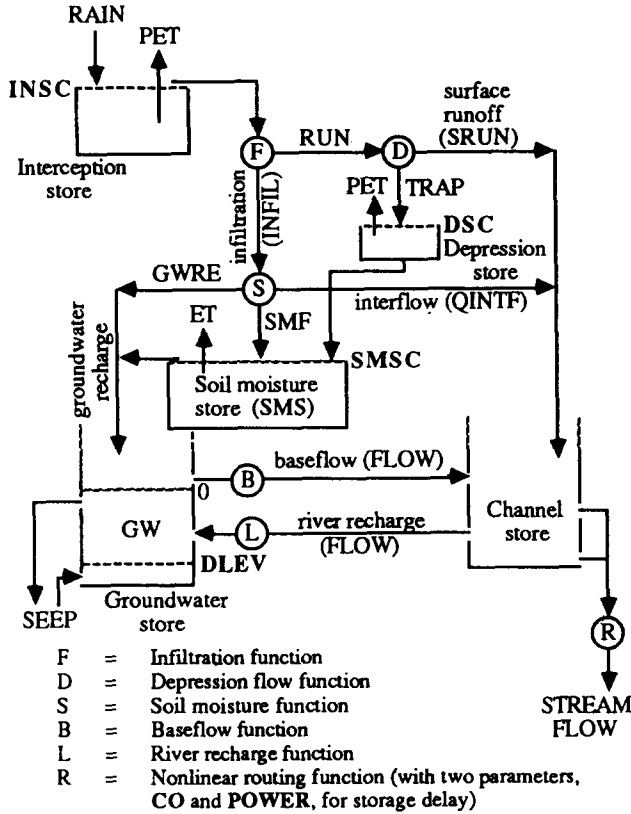 RAIN
PET
INSC
Interception
store
surface
runoff
(SRUN)
F
RUN
D
infiltration
(INFIL)
PET
TRAP
DSC
Depression
store
GWRE
S
interflow (QINTF)
ET
SMF
SMSC
groundwater
recharge
Soil moisture
store (SMS)
0
B
baseflow (FLOW)
GW
L
river recharge
(FLOW)
Channel
store
DLEV
SEEP
Groundwater
store
R
STREAM
FLOW
F = Infiltration function
D = Depression flow function
S = Soil moisture function
B = Baseflow function
L = River recharge function
R = Nonlinear routing function (with two parameters,
CO and POWER, for storage delay)